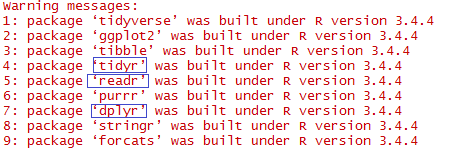 Warning messages:
1: package ‘tidyverse’ was built under R version 3.4.4
2: package ‘ggplot2’ was built under R version 3.4.4
3: package ‘tibble’ was built under R version 3.4.4
4: package ‘tidyr’ was built under R version 3.4.4
5: package ‘readr’ was built under R version 3.4.4
6: package ‘purrr’ was built under R version 3.4.4
7: package ‘dplyr’ was built under R version 3.4.4
8: package ‘stringr’ was built under R version 3.4.4
9: package ‘forcats’ was built under R version 3.4.4